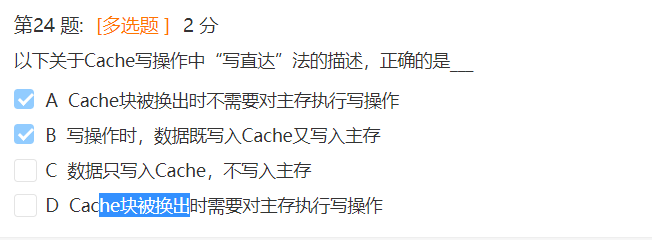 第24 题: [多选题 ] 2 分
以下关于Cache写操作中“写直达”法的描述，正确的是___
A Cache块被换出时不需要对主存执行写操作
B 写操作时，数据既写入Cache又写入主存
C 数据只写入Cache，不写入主存
D Cache块被换出时需要对主存执行写操作